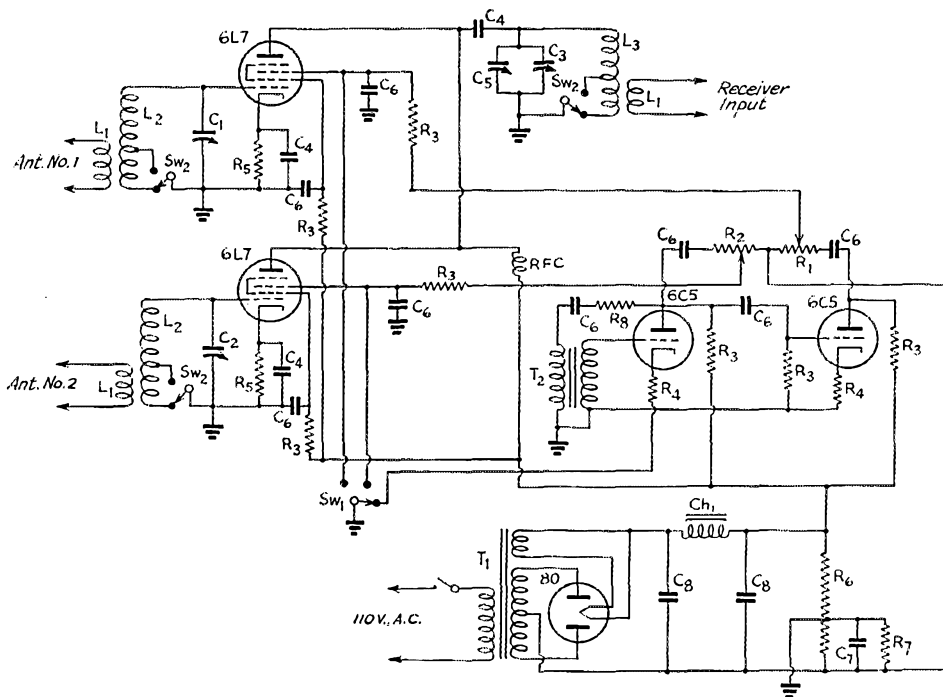 6L7
C4
L3
C3
C5
Sw2
L1
Receiver
Input
C6
R3
L1
L2
C1
Ant. No.1
Sw2
R5
C4
C6
R3
6L7
RFC
R3
C6
C6
R2
R1
C6
L2
C2
Sw2
L1
Ant. No.2
R5
C4
C6
R3
C6
R8
6C5
C6
6C5
T2
R4
R3
R3
R4
R3
Sw1
Ch1
T1
80
C8
C8
R6
110V., A.C.
C7
R7